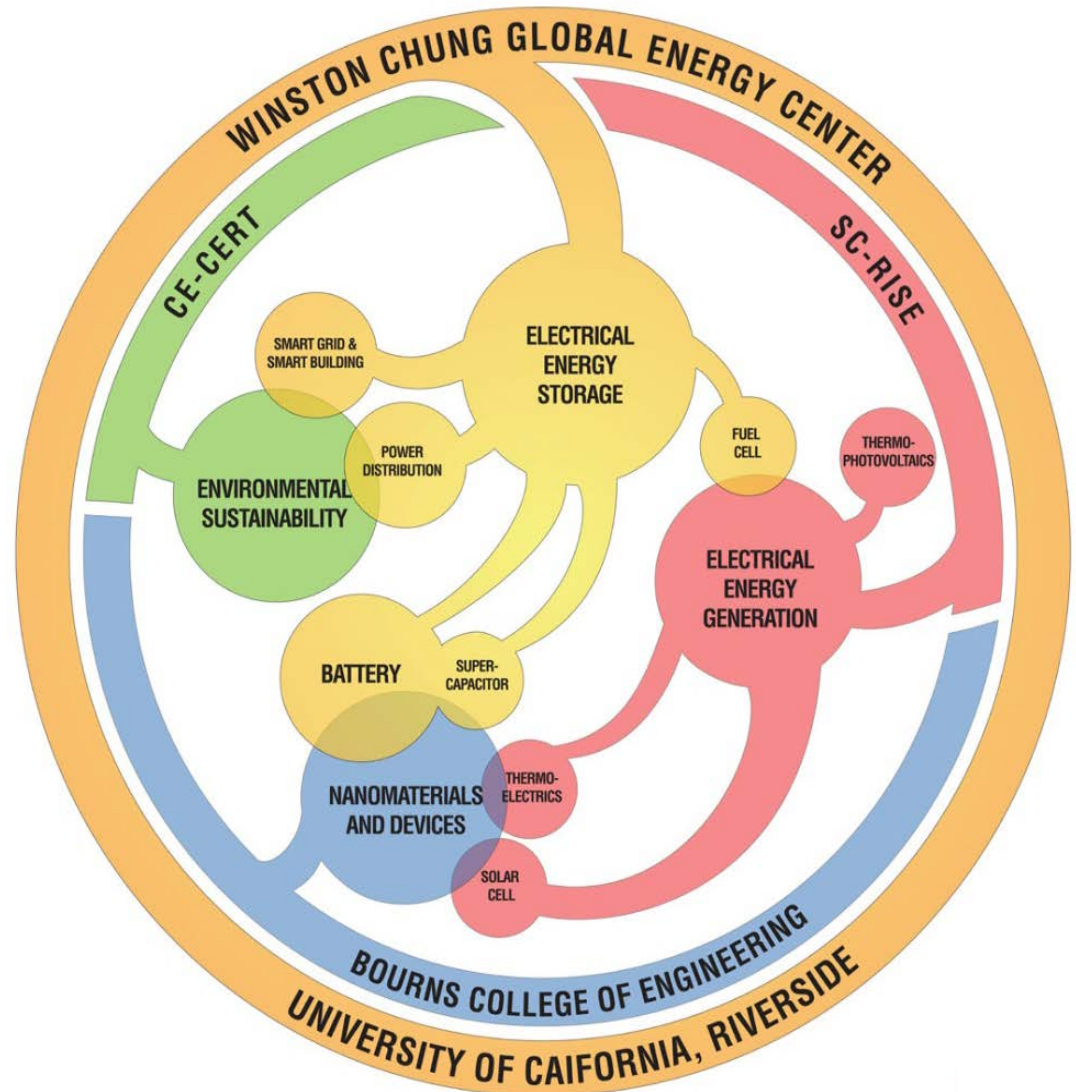 WINSTON CHUNG GLOBAL ENERGY CENTER
CE-CERT
SC-RISE
SMART GRID &
SMART BUILDING
ELECTRICAL
ENERGY
STORAGE
POWER
DISTRIBUTION
FUEL
CELL
THERMO-
PHOTOVOLTAICS
ENVIRONMENTAL
SUSTAINABILITY
ELECTRICAL
ENERGY
GENERATION
BATTERY
SUPER-
CAPACITOR
NANOMATERIALS
AND DEVICES
THERMO-
ELECTRICS
SOLAR
CELL
BOURNS COLLEGE OF ENGINEERING
UNIVERSITY OF CAIFORNIA, RIVERSIDE